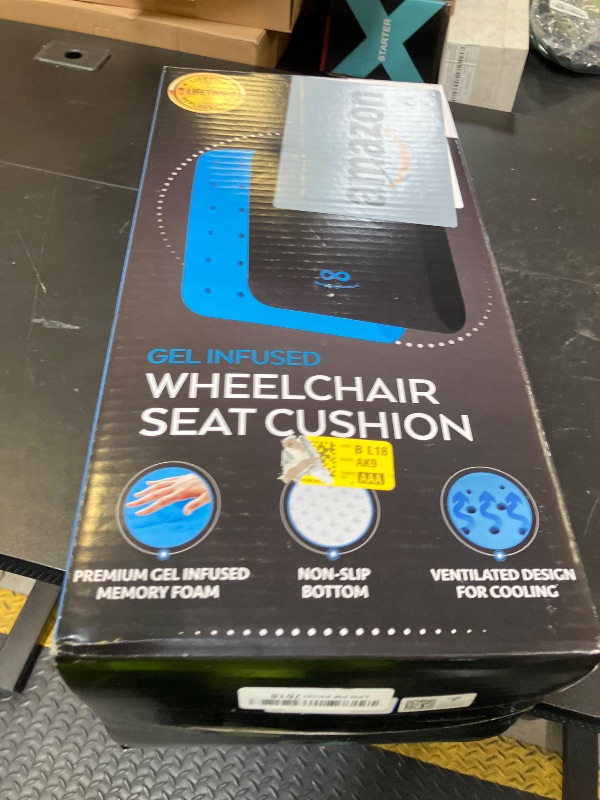 STARTER
LIFETIME
amazon
GEL INFUSED
WHEELCHAIR
SEAT CUSHION
B L18
AK9
AAA
PREMIUM GEL INFUSED
MEMORY FOAM
NON-SLIP
BOTTOM
VENTILATED DESIGN
FOR COOLING